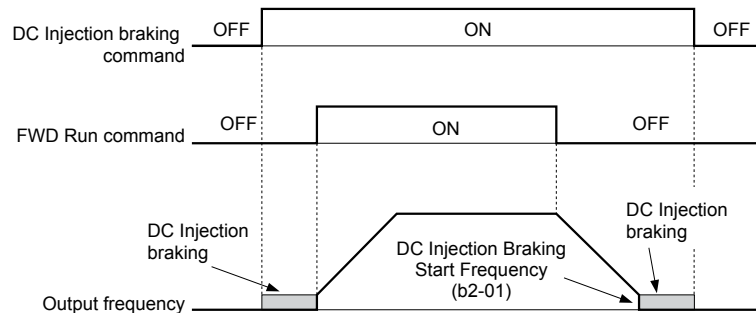 DC Injection braking
command
OFF
ON
OFF
FWD Run command
OFF
ON
OFF
DC Injection
braking
DC Injection Braking
Start Frequency
(b2-01)
DC Injection
braking
Output frequency